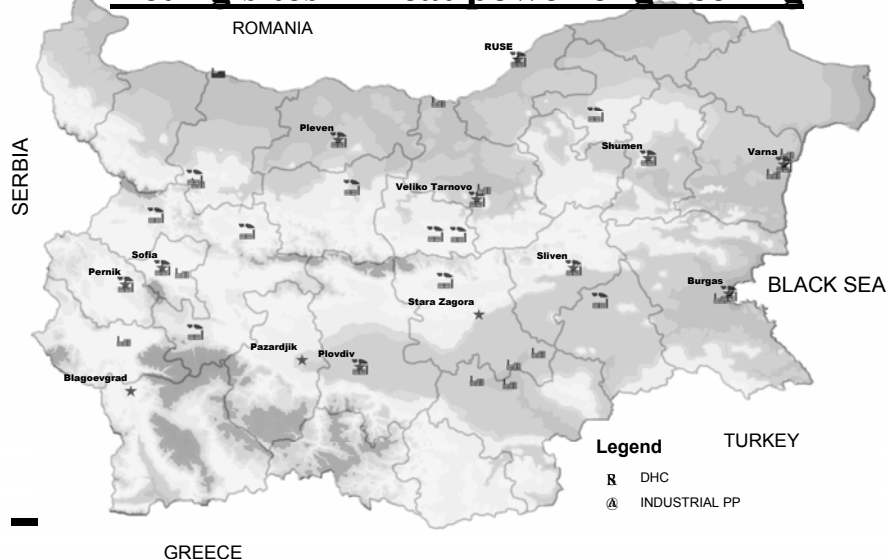 ROMANIA
RUSE
Pleven
Shumen
Varna
SERBIA
Veliko Tarnovo
Sofia
Sliven
Pernik
Burgas
BLACK SEA
Stara Zagora
Pazardjik
Plovdiv
Blagoevgrad
TURKEY
Legend
DHC
INDUSTRIAL PP
GREECE